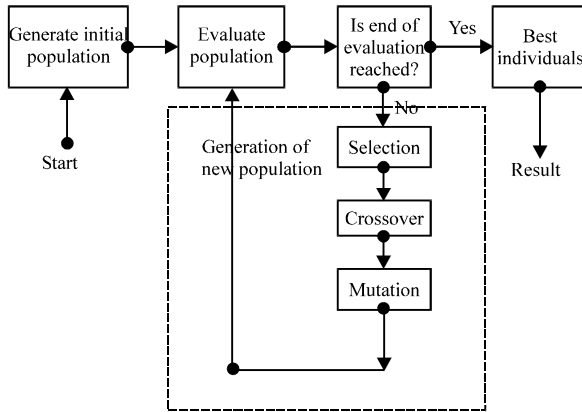 Generate initial
population
Evaluate
population
Is end of
evaluation
reached?
Yes
Best
individuals
No
Start
Generation of
new population
Selection
Result
Crossover
Mutation